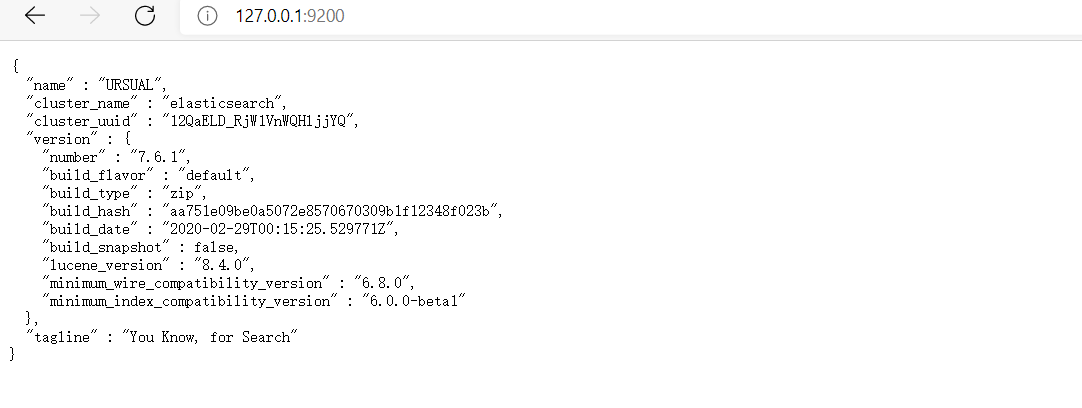 127.0.0.1:9200
{
"name" : "URSUAL",
"cluster_name" : "elasticsearch",
"cluster_uuid" : "12QaELD_RjW1VnWQH1jjYQ",
"version" : {
"number" : "7.6.1",
"build_flavor" : "default",
"build_type" : "zip",
"build_hash" : "aa751e09be0a5072e8570670309b1f12348f023b",
"build_date" : "2020-02-29T00:15:25.529771Z",
"build_snapshot" : false,
"lucene_version" : "8.4.0",
"minimum_wire_compatibility_version" : "6.8.0",
"minimum_index_compatibility_version" : "6.0.0-beta1"
},
"tagline" : "You Know, for Search"
}